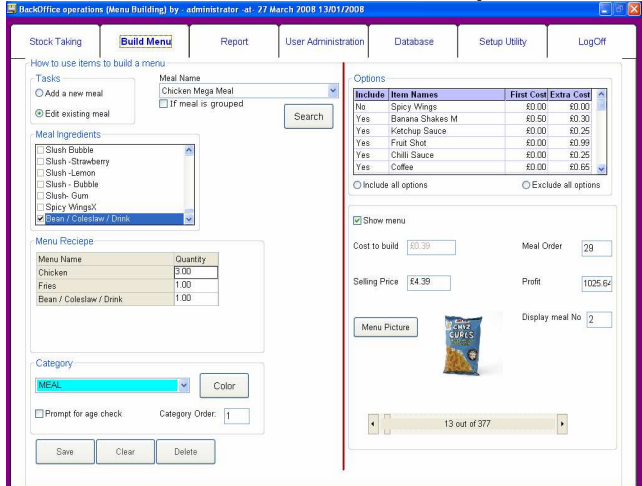 BackOffice operations (Menu Building) by - administrator -at- 27 March 2008 13/01/2008
Stock Taking Build Menu Report User Administration Database Setup Utility LogOff
How to use items to build a menu
Tasks
Add a new meal
Edit existing meal
Meal Name
Chicken Mega Meal
If meal is grouped
Search
Meal Ingredients
Slush Bubble
Slush -Strawberry
Slush -Lemon
Slush - Bubble
Slush- Gum
Spicy WingsX
Bean / Coleslaw / Drink
Menu Reciepe
Menu Name Quantity
Chicken 3.00
Fries 1.00
Bean / Coleslaw / Drink 1.00
Category
MEAL
Color
Prompt for age check
Category Order: 1
Save Clear Delete
Options
Include Item Names First Cost Extra Cost
No Spicy Wings £0.00 £0.00
Yes Banana Shakes M £0.50 £0.30
Yes Ketchup Sauce £0.00 £0.25
Yes Fruit Shot £0.00 £0.99
Yes Chilli Sauce £0.00 £0.25
Yes Coffee £0.00 £0.65
Include all options Exclude all options
Show menu
Cost to build £0.39 Meal Order 29
Selling Price £4.39 Profit 1025.64
Menu Picture
CURLS
Display meal No 2
13 out of 377